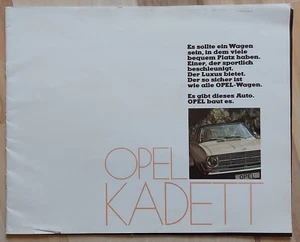 Es sollte ein Wagen
sein, in dem viele
bequem Platz haben.
Einer, der sportlich
beschleunigt.
Der Luxus bietet.
Der so sicher ist
wie alle OPEL-Wagen.
Es gibt dieses Auto.
OPEL baut es.
OPEL
OPEL
KADETT